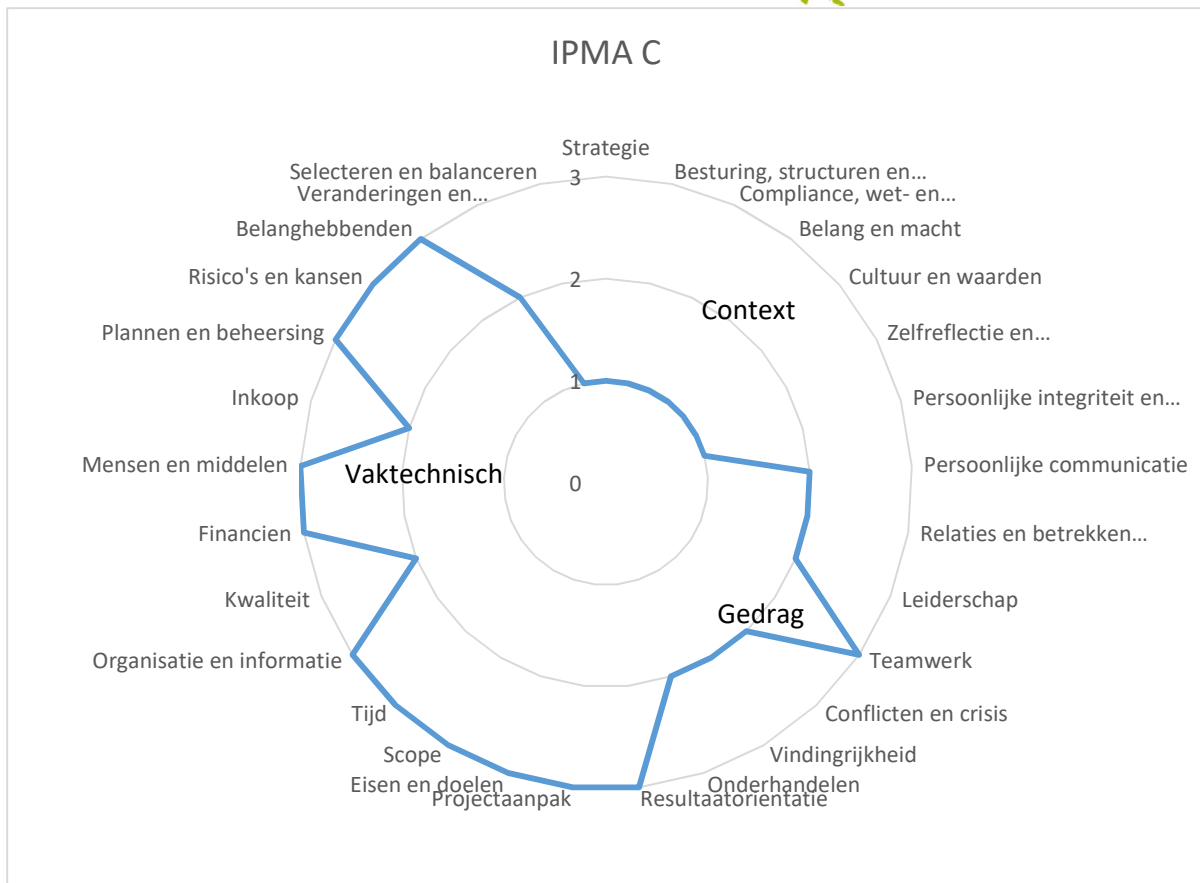 IPMA C
Strategie
Besturing, structuren en...
Compliance, wet- en...
Belang en macht
Cultuur en waarden
Zelfreflectie en...
Persoonlijke integriteit en...
Persoonlijke communicatie
Relaties en betrekken...
Leiderschap
Teamwerk
Conflicten en crisis
Vindingrijkheid
Onderhandelen
Resultaatorientatie
Projectaanpak
Eisen en doelen
Scope
Tijd
Organisatie en informatie
Kwaliteit
Financien
Mensen en middelen
Inkoop
Plannen en beheersing
Risico's en kansen
Belanghebbenden
Veranderingen en...
Selecteren en balanceren
3
2
1
0
Context
Gedrag
Vaktechnisch